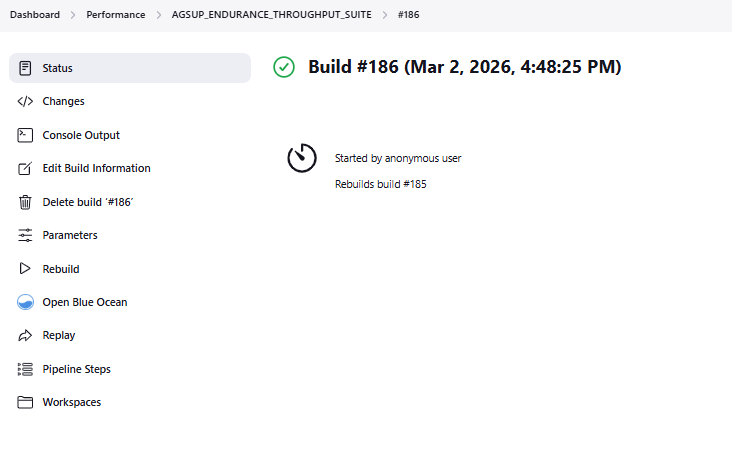 Dashboard > Performance > AGSUP_ENDURANCE_THROUGHPUT_SUITE > #186
Status
Build #186 (Mar 2, 2026, 4:48:25 PM)
Changes
Console Output
Started by anonymous user
Edit Build Information
Rebuilds build #185
Delete build ‘#186’
Parameters
Rebuild
Open Blue Ocean
Replay
Pipeline Steps
Workspaces